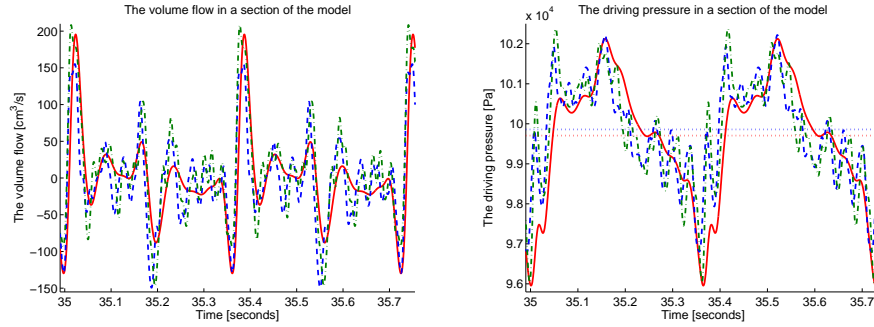 The volume flow in a section of the model
200
150
100
50
0
−50
−100
−150
The volume flow [cm³/s]
35 35.1 35.2 35.3 35.4 35.5 35.6 35.7
Time [seconds]
The driving pressure in a section of the model
x 10⁴
10.2
10.1
10
9.9
9.8
9.7
9.6
The driving pressure [Pa]
35 35.1 35.2 35.3 35.4 35.5 35.6 35.7
Time [seconds]